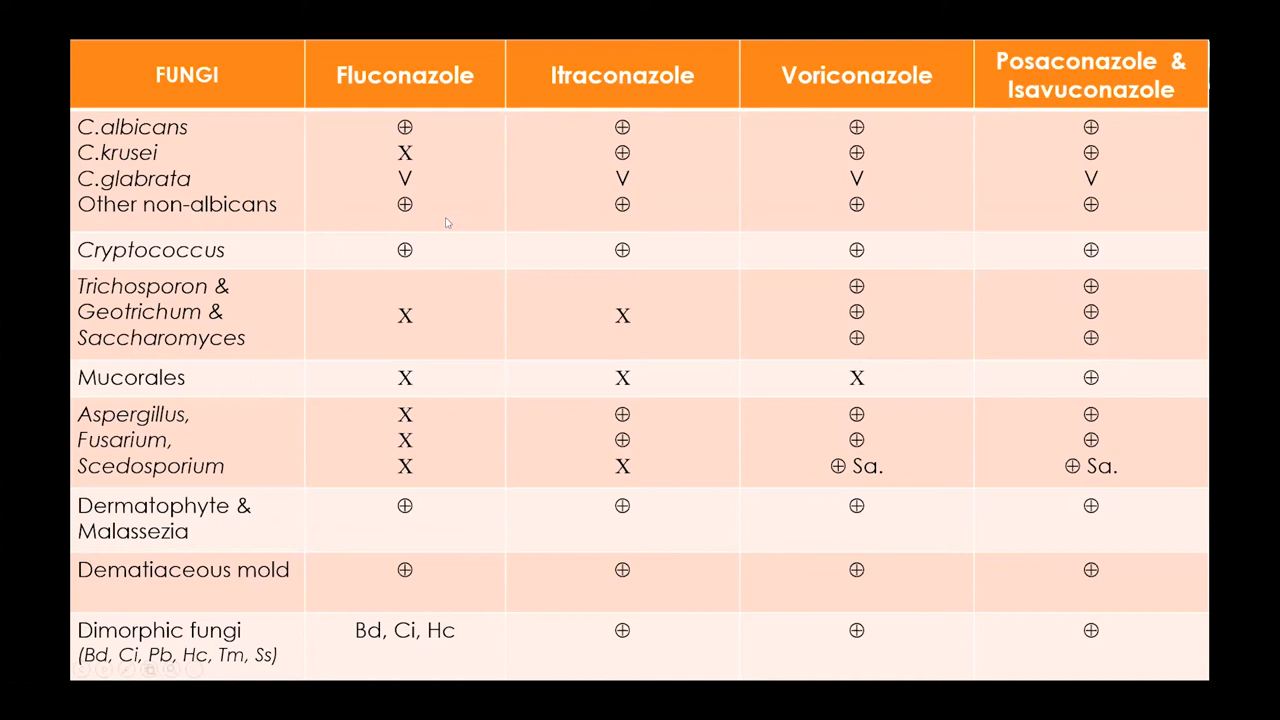 FUNGI Fluconazole Itraconazole Voriconazole Posaconazole & Isavuconazole
C.albicans ⊕ ⊕ ⊕ ⊕
C.krusei X ⊕ ⊕ ⊕
C.glabrata V V V V
Other non-albicans ⊕ ⊕ ⊕ ⊕
Cryptococcus ⊕ ⊕ ⊕ ⊕
Trichosporon & ⊕ ⊕
Geotrichum & X X ⊕ ⊕
Saccharomyces ⊕ ⊕
Mucorales X X X ⊕
Aspergillus, X ⊕ ⊕ ⊕
Fusarium, X ⊕ ⊕ ⊕
Scedosporium X X ⊕ Sa. ⊕ Sa.
Dermatophyte & ⊕ ⊕ ⊕ ⊕
Malassezia
Dematiaceous mold ⊕ ⊕ ⊕ ⊕
Dimorphic fungi Bd, Ci, Hc ⊕ ⊕ ⊕
(Bd, Ci, Pb, Hc, Tm, Ss)